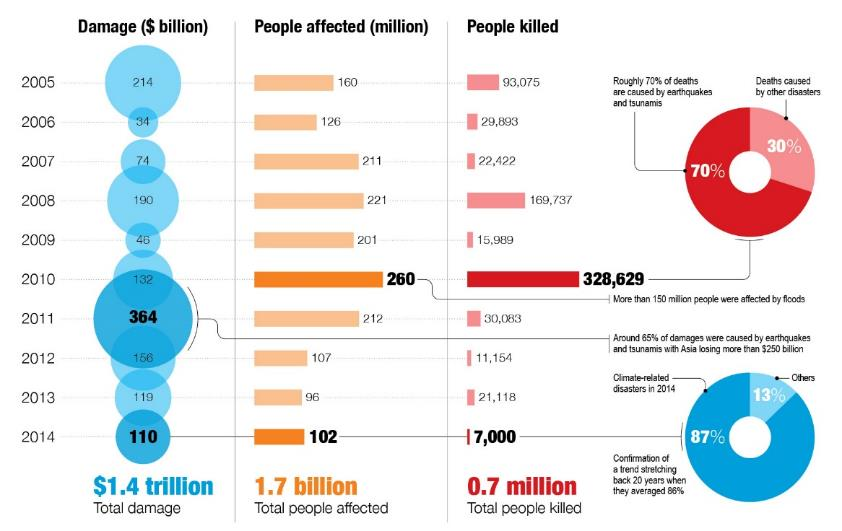 Damage ($ billion)
People affected (million)
People killed
2005
214
160
93,075
2006
34
126
29,893
2007
74
211
22,422
2008
190
221
169,737
2009
46
201
15,989
2010
132
260
328,629
2011
364
212
30,083
2012
156
107
11,154
2013
119
96
21,118
2014
110
102
7,000
$1.4 trillion
Total damage
1.7 billion
Total people affected
0.7 million
Total people killed
Roughly 70% of deaths
are caused by earthquakes
and tsunamis
Deaths caused
by other disasters
30%
70%
More than 150 million people were affected by floods
Around 65% of damages were caused by earthquakes
and tsunamis with Asia losing more than $250 billion
Climate-related
disasters in 2014
Others
13%
87%
Confirmation of
a trend stretching
back 20 years when
they averaged 86%